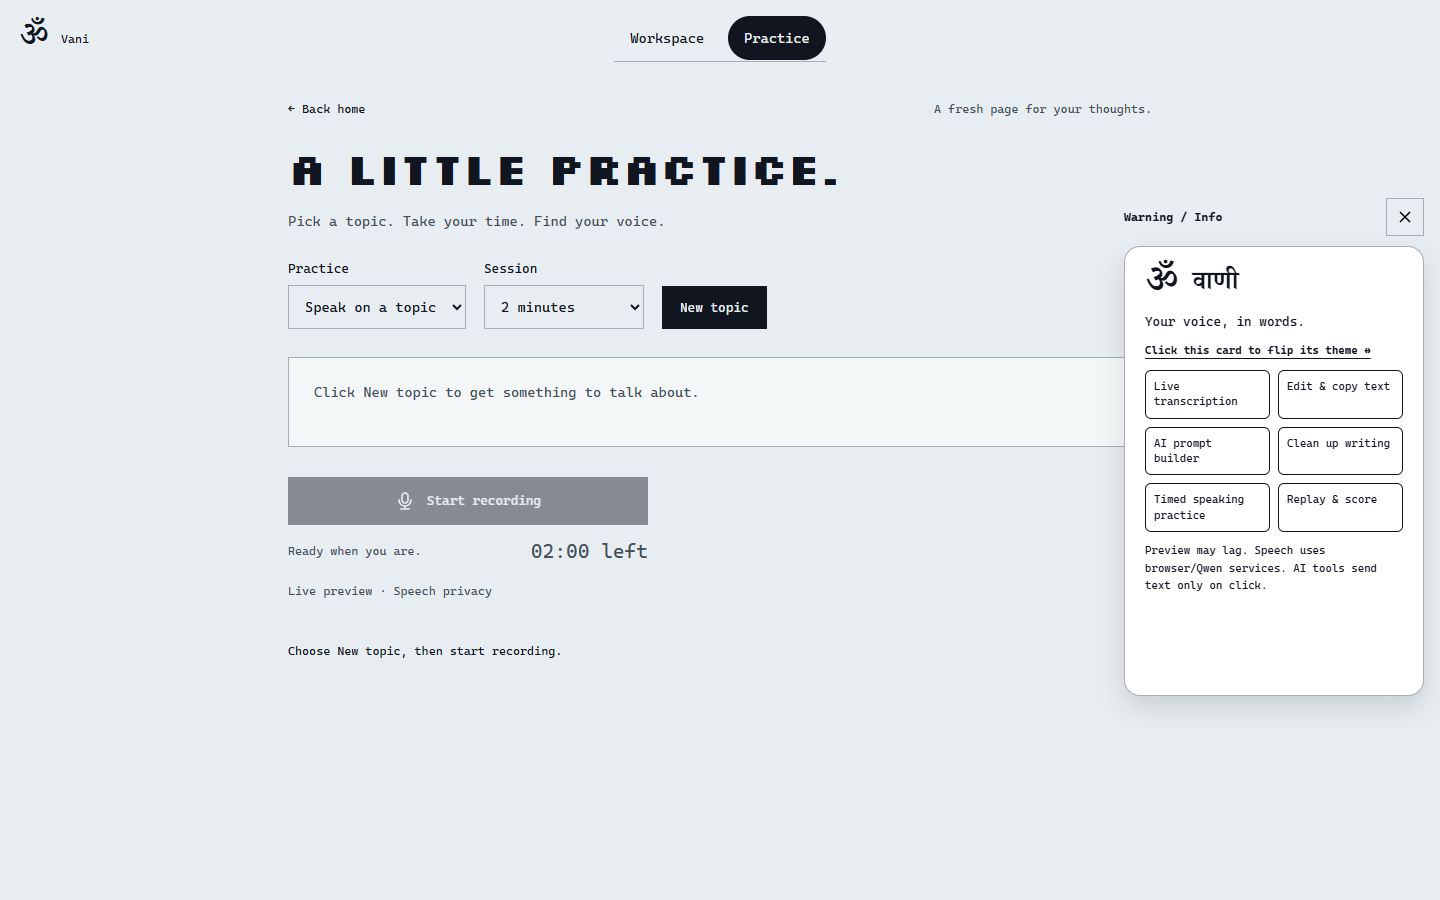 ॐ Vani
Workspace Practice
← Back home
A fresh page for your thoughts.
A LITTLE PRACTICE.
Pick a topic. Take your time. Find your voice.
Practice
Session
Speak on a topic
2 minutes
New topic
Click New topic to get something to talk about.
Start recording
Ready when you are.
02:00 left
Live preview · Speech privacy
Choose New topic, then start recording.
Warning / Info
ॐ वाणी
Your voice, in words.
Click this card to flip its theme ↔
Live
transcription
Edit & copy text
AI prompt
builder
Clean up writing
Timed speaking
practice
Replay & score
Preview may lag. Speech uses
browser/Qwen services. AI tools send
text only on click.